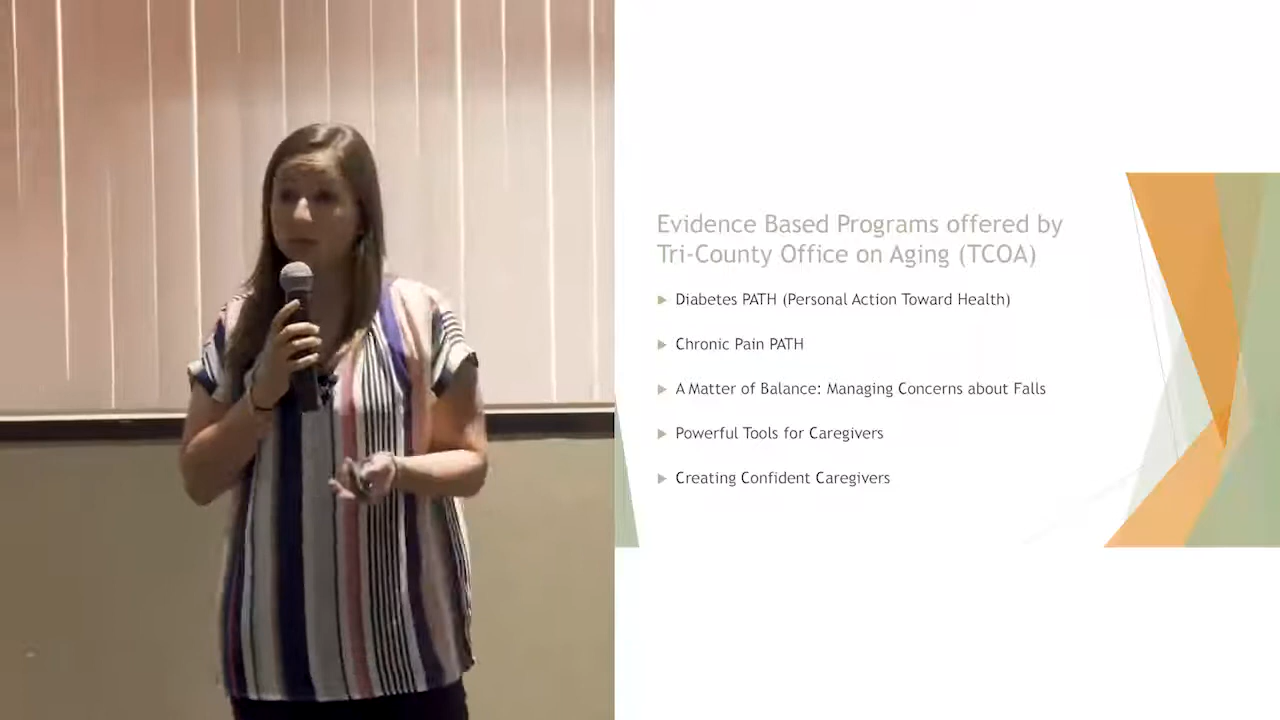 Evidence Based Programs offered by
Tri-County Office on Aging (TCOA)
Diabetes PATH (Personal Action Toward Health)
Chronic Pain PATH
A Matter of Balance: Managing Concerns about Falls
Powerful Tools for Caregivers
Creating Confident Caregivers